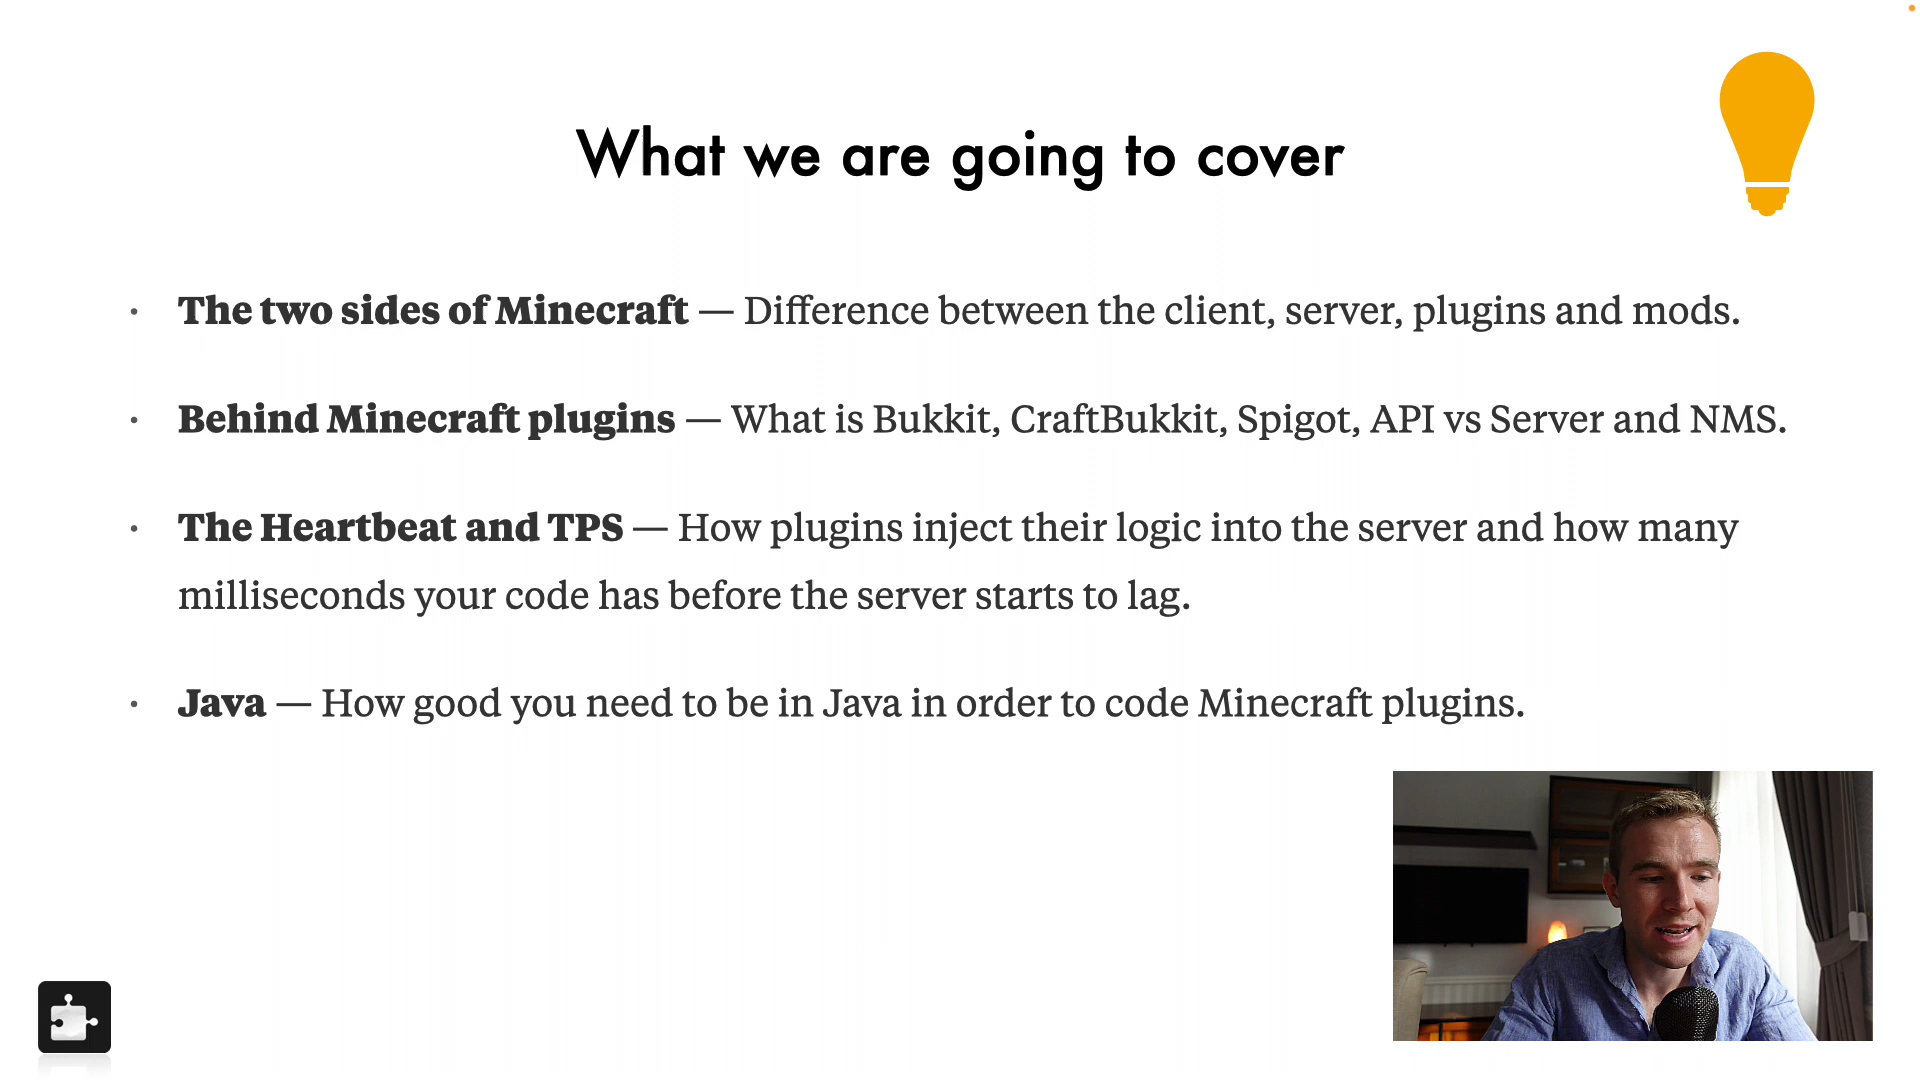 What we are going to cover
· The two sides of Minecraft — Difference between the client, server, plugins and mods.
· Behind Minecraft plugins — What is Bukkit, CraftBukkit, Spigot, API vs Server and NMS.
· The Heartbeat and TPS — How plugins inject their logic into the server and how many
milliseconds your code has before the server starts to lag.
· Java — How good you need to be in Java in order to code Minecraft plugins.